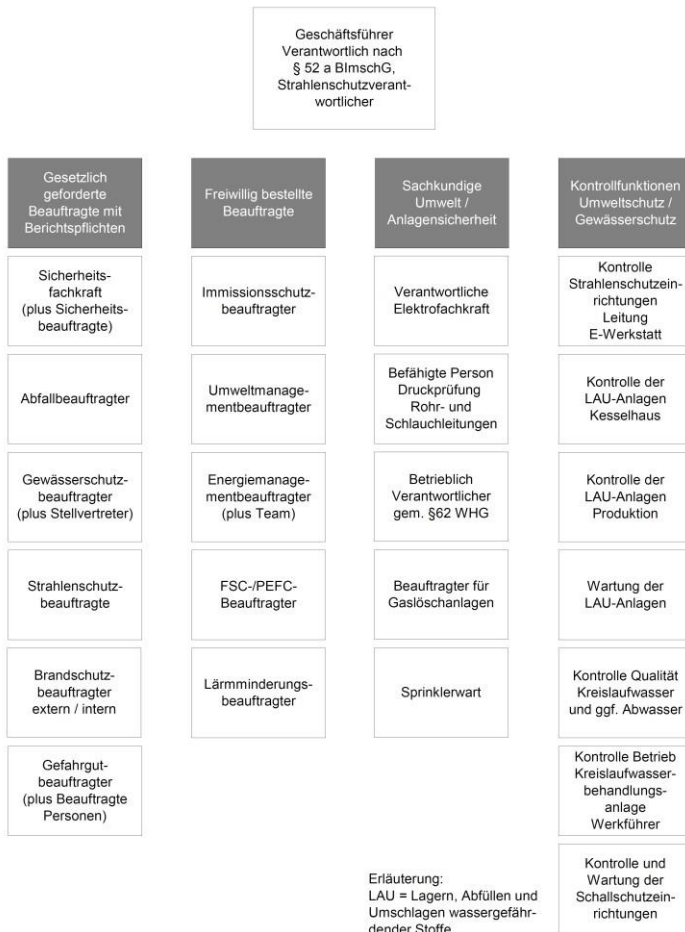 Geschäftsführer
Verantwortlich nach
§ 52 a BImschG,
Strahlenschutzverant-
wortlicher
Gesetzlich
geforderte
Beauftragte mit
Berichtspflichten
Sicherheits-
fachkraft
(plus Sicherheits-
beauftragte)
Abfallbeauftragter
Gewässerschutz-
beauftragter
(plus Stellvertreter)
Strahlenschutz-
beauftragte
Brandschutz-
beauftragter
extern / intern
Gefahrgut-
beauftragter
(plus Beauftragte
Personen)
Freiwillig bestellte
Beauftragte
Immissionsschutz-
beauftragter
Umweltmanage-
mentbeauftragter
Energiemanage-
mentbeauftragter
(plus Team)
FSC-/PEFC-
Beauftragter
Lärmminderungs-
beauftragter
Sachkundige
Umwelt /
Anlagensicherheit
Verantwortliche
Elektrofachkraft
Befähigte Person
Druckprüfung
Rohr- und
Schlauchleitungen
Betrieblich
Verantwortlicher
gem. §62 WHG
Beauftragter für
Gaslöschanlagen
Sprinklerwart
Kontrollfunktionen
Umweltschutz /
Gewässerschutz
Kontrolle
Strahlenschutzein-
richtungen
Leitung
E-Werkstatt
Kontrolle der
LAU-Anlagen
Kesselhaus
Kontrolle der
LAU-Anlagen
Produktion
Wartung der
LAU-Anlagen
Kontrolle Qualität
Kreislaufwasser
und ggf. Abwasser
Kontrolle Betrieb
Kreislaufwasser-
behandlungs-
anlage
Werkführer
Kontrolle und
Wartung der
Schallschutzein-
richtungen
Erläuterung:
LAU = Lagern, Abfüllen und
Umschlagen wassergefähr-
dender Stoffe